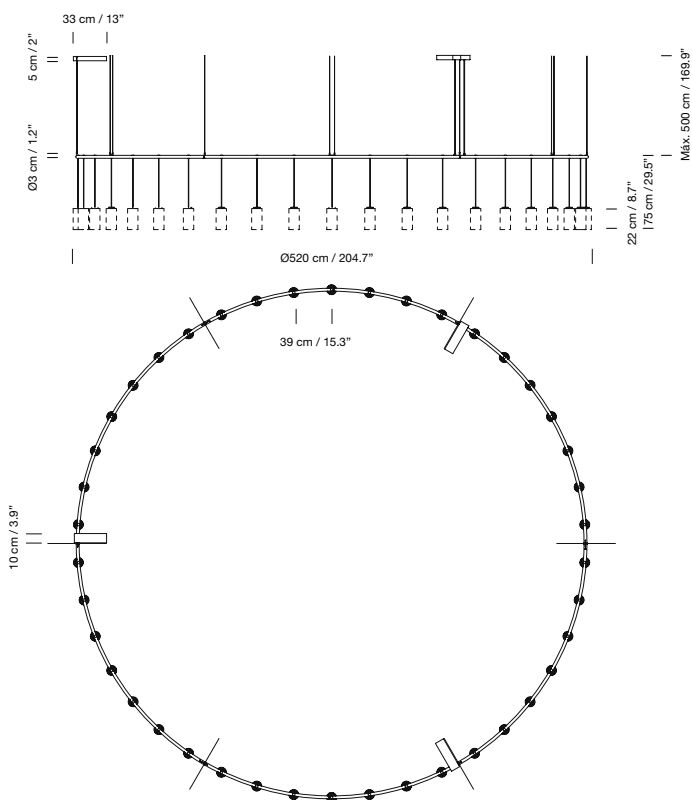 33 cm / 13”
5 cm / 2”
Máx. 500 cm / 169.9”
Ø3 cm / 1.2”
22 cm / 8.7”
75 cm / 29.5”
Ø520 cm / 204.7”
39 cm / 15.3”
10 cm / 3.9”